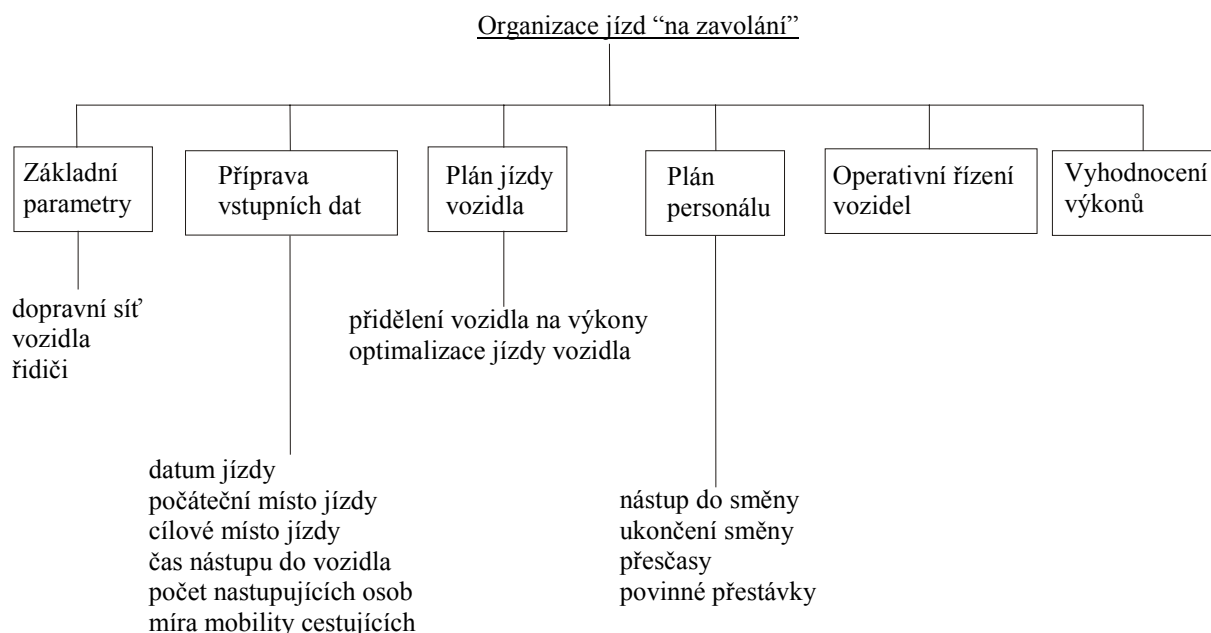 Organizace jízd “na zavolání”
Základní
parametry
Příprava
vstupních dat
Plán jízdy
vozidla
Plán
personálu
Operativní řízení
vozidel
Vyhodnocení
výkonů
dopravní síť
vozidla
řidiči
přidělení vozidla na výkony
optimalizace jízdy vozidla
datum jízdy
počáteční místo jízdy
cílové místo jízdy
čas nástupu do vozidla
počet nastupujících osob
míra mobility cestujících
nástup do směny
ukončení směny
přesčasy
povinné přestávky